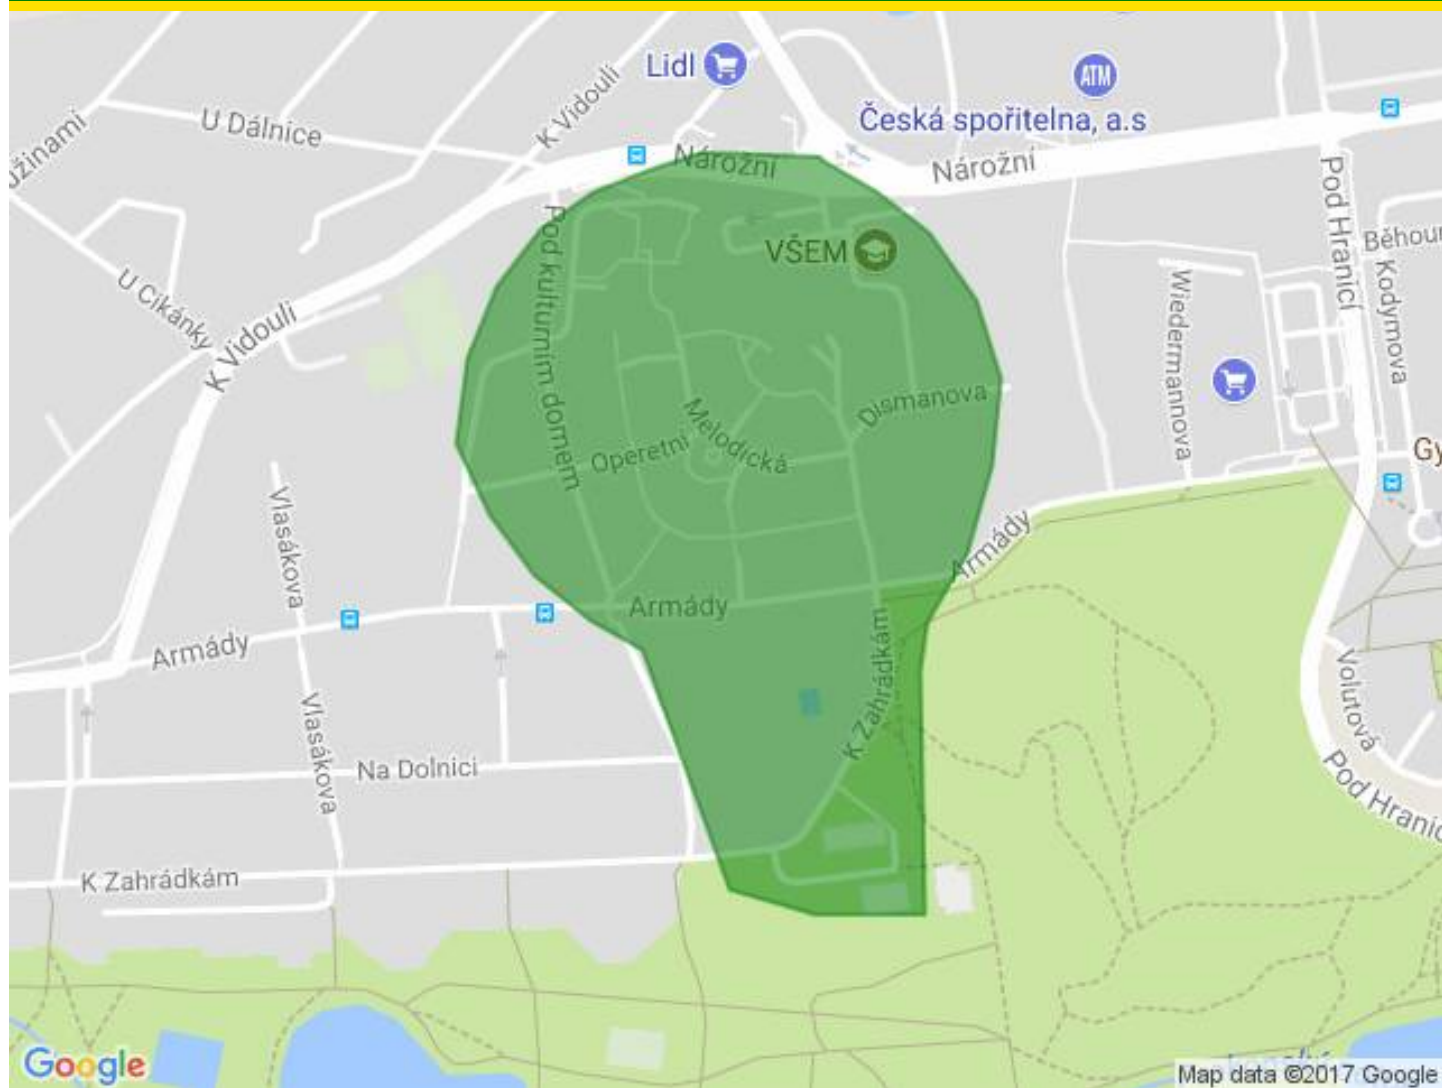 Lidl
ATM
Česká spořitelna, a.s
U Dálnice
K Vidouli
Nárožní
Nárožní
Pod Hranicí
VŠEM
Pod kulturním domem
U Cikánky
K Vidouli
Wiedermannova
Kodymova
Melodická
Dismanova
Operetní
Vlasákova
Armády
Armády
Armády
K Zahrádkám
Vlasákova
Volutová
Na Dolnici
K Zahrádkám
Google
Map data ©2017 Google